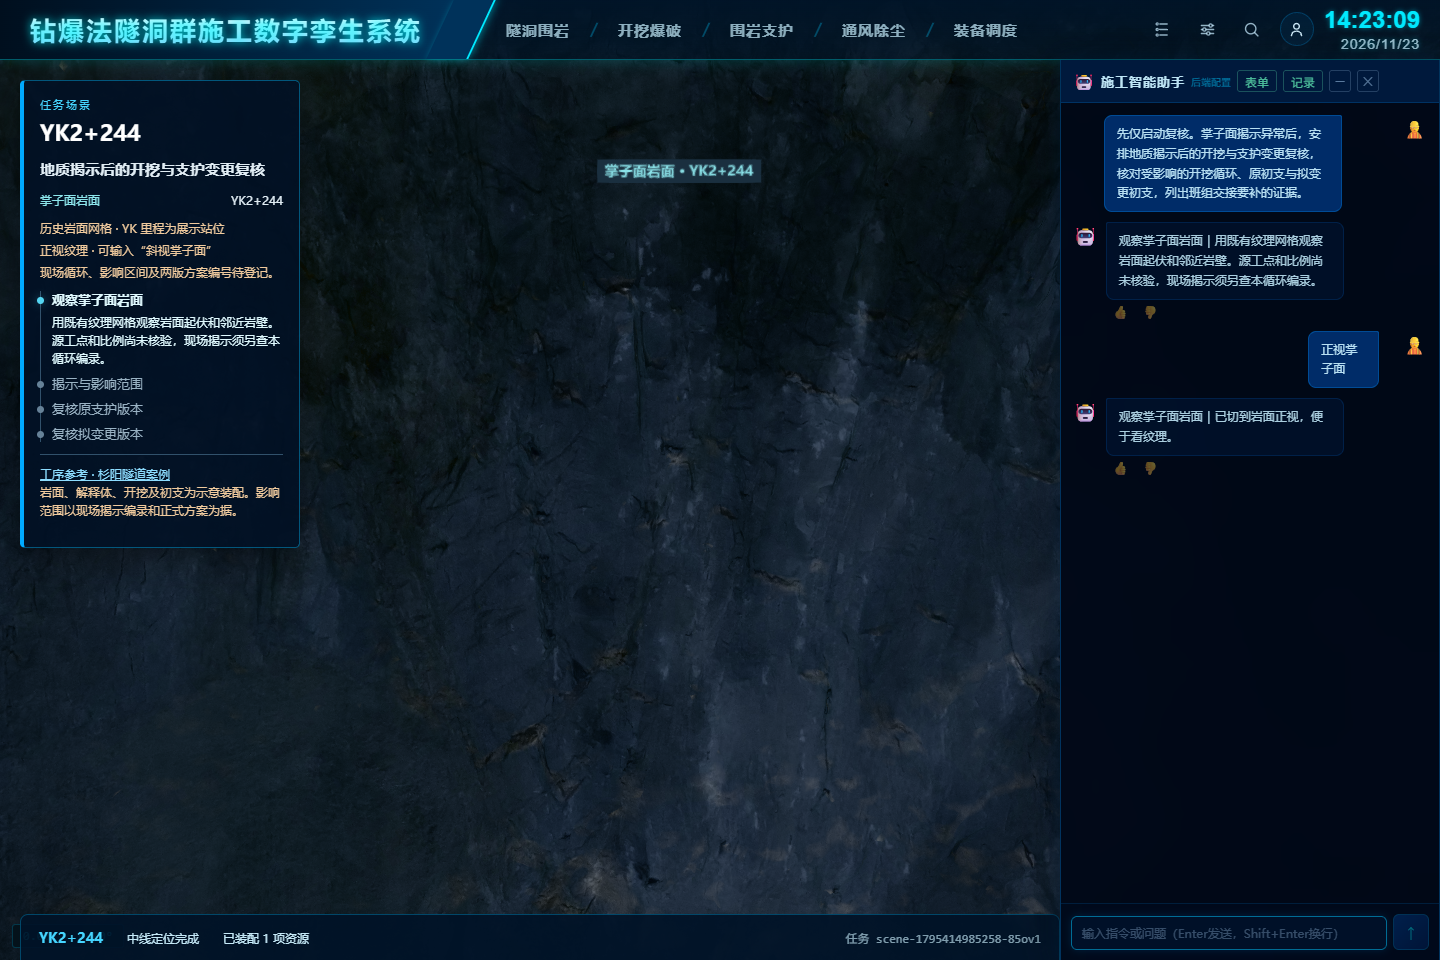 钻爆法隧洞群施工数字孪生系统
隧洞围岩 / 开挖爆破 / 围岩支护 / 通风除尘 / 装备调度
14:23:09
2026/11/23
任务场景
YK2+244
地质揭示后的开挖与支护变更复核
掌子面岩面 YK2+244
历史岩面网格 · YK 里程为展示站位
正视纹理 · 可输入“斜视掌子面”
现场循环、影响区间及两版方案编号待登记。
观察掌子面岩面
用既有纹理网格观察岩面起伏和邻近岩壁。
源工点和比例尚未核验，现场揭示须另查本
循环编录。
揭示与影响范围
复核原支护版本
复核拟变更版本
工序参考 · 杉阳隧道案例
岩面、解释体、开挖及初支为示意装配。影响
范围以现场揭示编录和正式方案为据。
掌子面岩面 · YK2+244
施工智能助手 后端配置 表单 记录
先仅启动复核。掌子面揭示异常后，安
排地质揭示后的开挖与支护变更复核，
核对受影响的开挖循环、原初支与拟变
更初支，列出班组交接要补的证据。
观察掌子面岩面 | 用既有纹理网格观察
岩面起伏和邻近岩壁。源工点和比例尚
未核验，现场揭示须另查本循环编录。
正视掌
子面
观察掌子面岩面 | 已切到岩面正视，便
于看纹理。
输入指令或问题（Enter发送，Shift+Enter换行）
↑
YK2+244 中线定位完成 已装配 1 项资源
任务 scene-1795414985258-85ov1